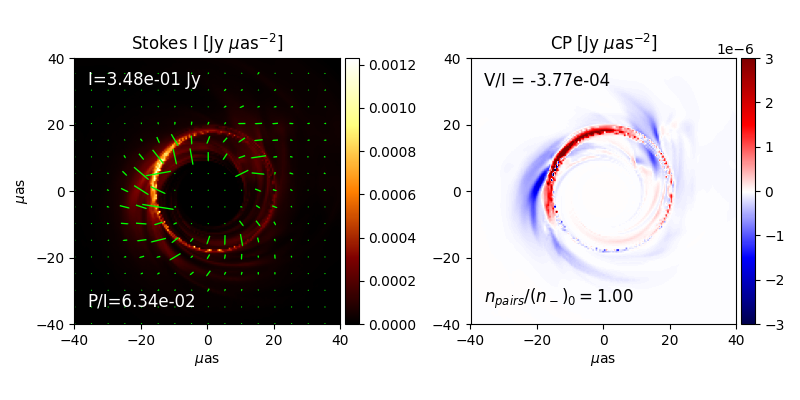 Stokes I [Jy μas⁻²]
I=3.48e-01 Jy
P/I=6.34e-02
40
20
0
−20
−40
μas
−40 −20 0 20 40
μas
0.0012
0.0010
0.0008
0.0006
0.0004
0.0002
0.0000
CP [Jy μas⁻²]
1e−6
V/I = -3.77e-04
n_pairs/(n_−)_0 = 1.00
40
20
0
−20
−40
−40 −20 0 20 40
μas
3
2
1
0
−1
−2
−3